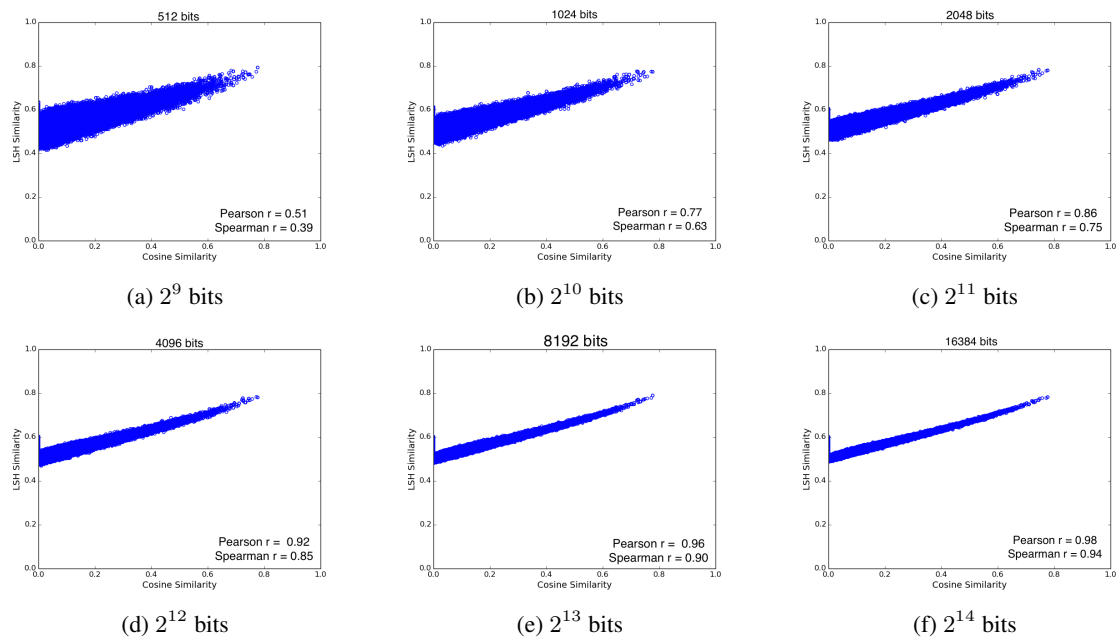 512 bits
1.0
0.8
0.6
0.4
0.2
0.0
LSH Similarity
Pearson r = 0.51
Spearman r = 0.39
0.0 0.2 0.4 0.6 0.8 1.0
Cosine Similarity
(a) 2^9 bits
1024 bits
1.0
0.8
0.6
0.4
0.2
0.0
LSH Similarity
Pearson r = 0.77
Spearman r = 0.63
0.0 0.2 0.4 0.6 0.8 1.0
Cosine Similarity
(b) 2^10 bits
2048 bits
1.0
0.8
0.6
0.4
0.2
0.0
LSH Similarity
Pearson r = 0.86
Spearman r = 0.75
0.0 0.2 0.4 0.6 0.8 1.0
Cosine Similarity
(c) 2^11 bits
4096 bits
1.0
0.8
0.6
0.4
0.2
0.0
LSH Similarity
Pearson r = 0.92
Spearman r = 0.85
0.0 0.2 0.4 0.6 0.8 1.0
Cosine Similarity
(d) 2^12 bits
8192 bits
1.0
0.8
0.6
0.4
0.2
0.0
LSH Similarity
Pearson r = 0.96
Spearman r = 0.90
0.0 0.2 0.4 0.6 0.8 1.0
Cosine Similarity
(e) 2^13 bits
16384 bits
1.0
0.8
0.6
0.4
0.2
0.0
LSH Similarity
Pearson r = 0.98
Spearman r = 0.94
0.0 0.2 0.4 0.6 0.8 1.0
Cosine Similarity
(f) 2^14 bits